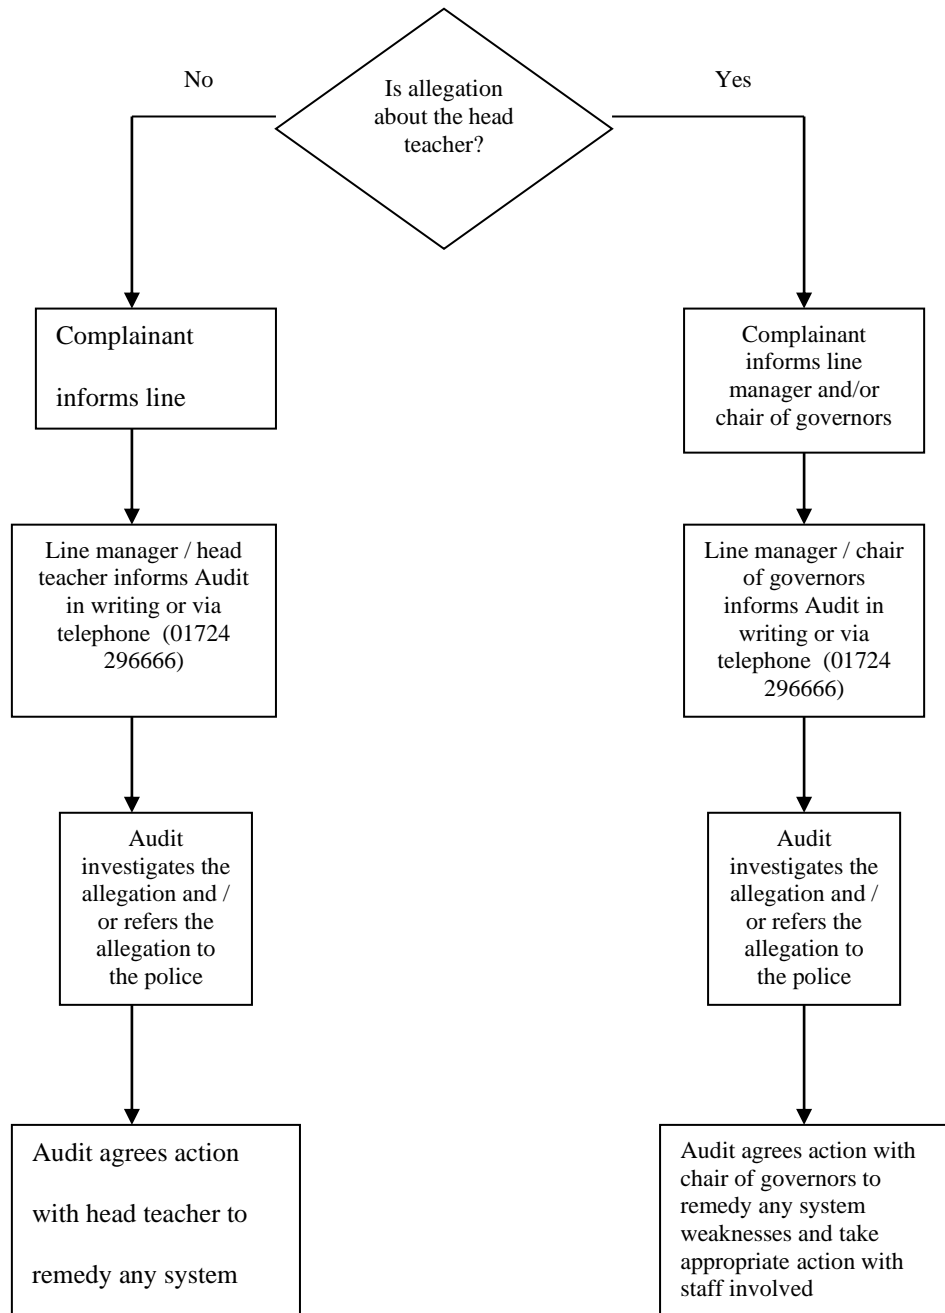 No
Yes
Is allegation
about the head
teacher?
Complainant
informs line
Complainant
informs line
manager and/or
chair of governors
Line manager / head
teacher informs Audit
in writing or via
telephone (01724
296666)
Line manager / chair
of governors
informs Audit in
writing or via
telephone (01724
296666)
Audit
investigates the
allegation and /
or refers the
allegation to
the police
Audit
investigates the
allegation and /
or refers the
allegation to
the police
Audit agrees action
with head teacher to
remedy any system
Audit agrees action with
chair of governors to
remedy any system
weaknesses and take
appropriate action with
staff involved